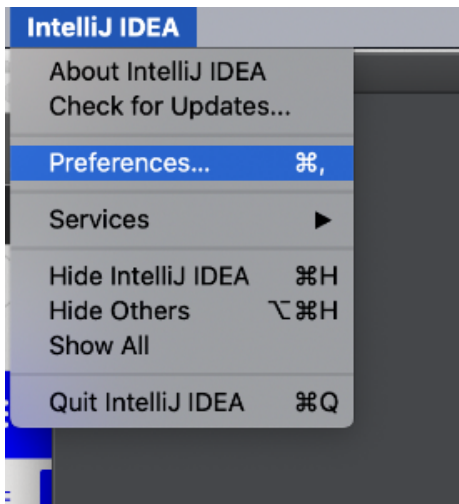 IntelliJ IDEA
About IntelliJ IDEA
Check for Updates...
Preferences... ⌘,
Services ▶
Hide IntelliJ IDEA ⌘H
Hide Others ⌥⌘H
Show All
Quit IntelliJ IDEA ⌘Q